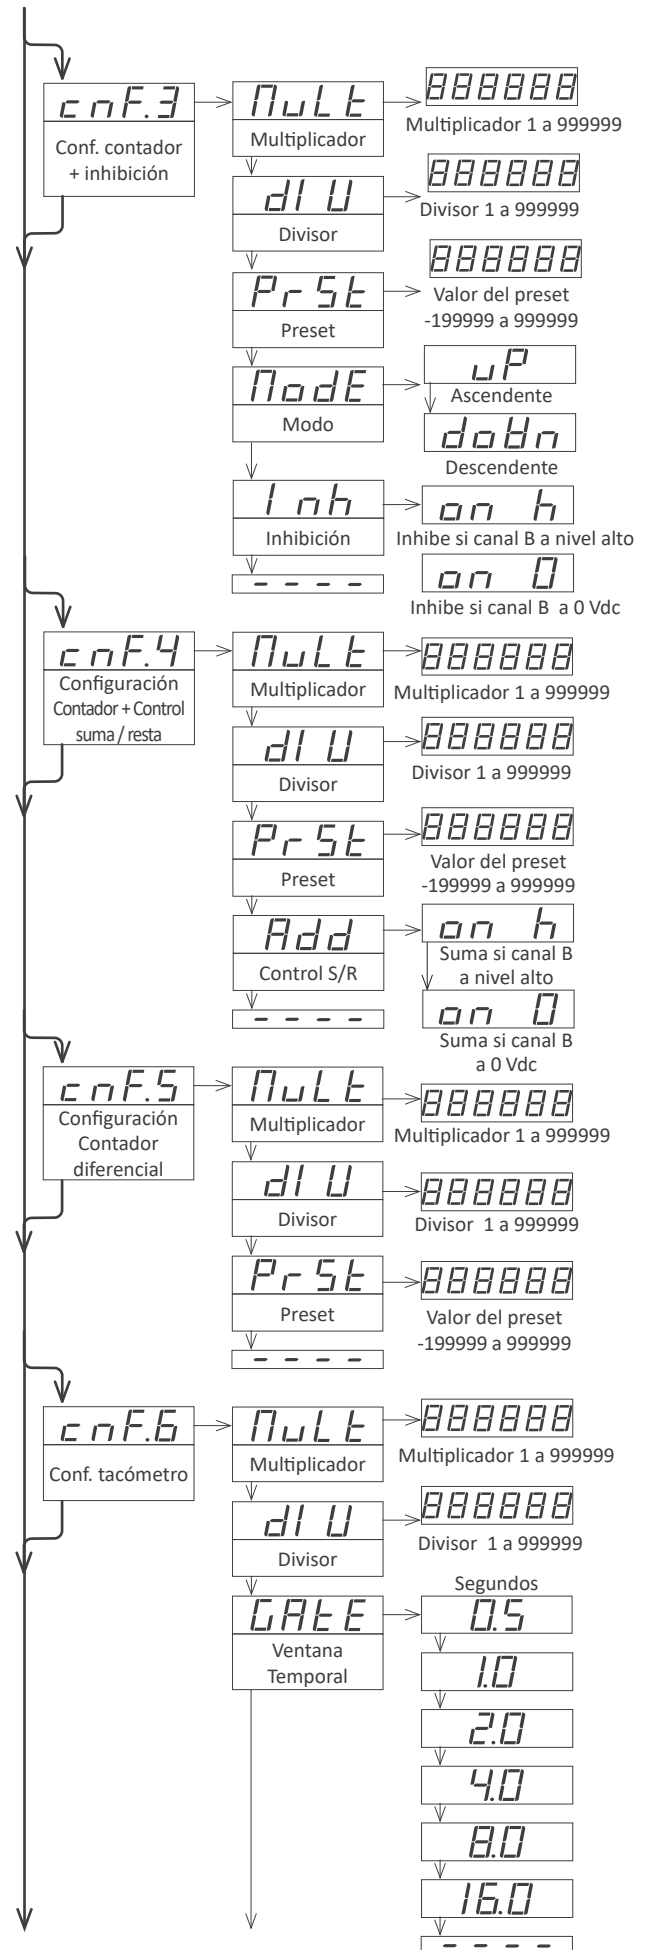 cnF.3
Conf. contador
+ inhibición
MuLt
Multiplicador
888888
Multiplicador 1 a 999999
dIU
Divisor
888888
Divisor 1 a 999999
PrSt
Preset
888888
Valor del preset
-199999 a 999999
ModE
Modo
uP
Ascendente
doWn
Descendente
Inh
Inhibición
on h
Inhibe si canal B a nivel alto
on 0
Inhibe si canal B a 0 Vdc
- - - -
cnF.4
Configuración
Contador + Control
suma / resta
MuLt
Multiplicador
888888
Multiplicador 1 a 999999
dIU
Divisor
888888
Divisor 1 a 999999
PrSt
Preset
888888
Valor del preset
-199999 a 999999
Add
Control S/R
on h
Suma si canal B
a nivel alto
on 0
Suma si canal B
a 0 Vdc
- - - -
cnF.5
Configuración
Contador
diferencial
MuLt
Multiplicador
888888
Multiplicador 1 a 999999
dIU
Divisor
888888
Divisor 1 a 999999
PrSt
Preset
888888
Valor del preset
-199999 a 999999
- - - -
cnF.6
Conf. tacómetro
MuLt
Multiplicador
888888
Multiplicador 1 a 999999
dIU
Divisor
888888
Divisor 1 a 999999
GAtE
Ventana
Temporal
Segundos
0.5
1.0
2.0
4.0
8.0
16.0
- - - -